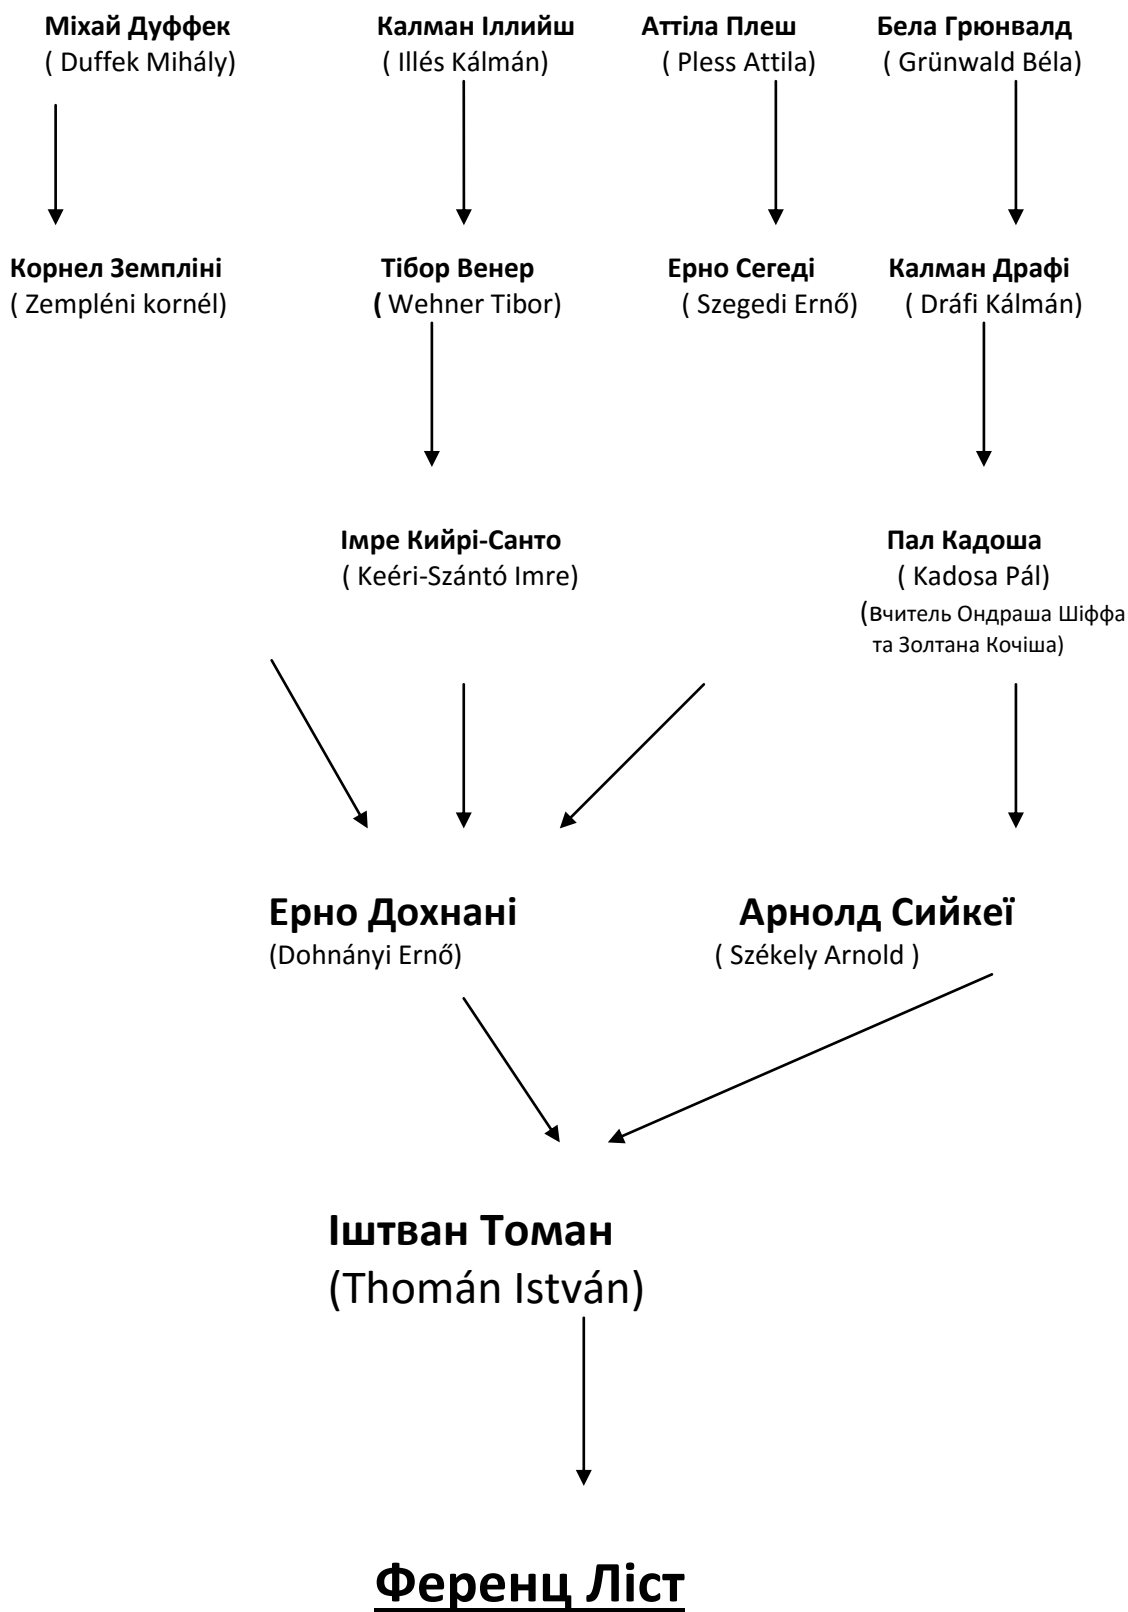 Міхай Дуффек
( Duffek Mihály)
Калман Іллийш
( Illés Kálmán)
Аттіла Плеш
( Pless Attila)
Бела Грюнвалд
( Grünwald Béla)
Корнел Земпліні
( Zempléni kornél)
Тібор Венер
( Wehner Tibor)
Ерно Сегеді
( Szegedi Ernő)
Калман Драфі
( Dráfi Kálmán)
Імре Кийрі-Санто
( Keéri-Szántó Imre)
Пал Кадоша
( Kadosa Pál)
(Вчитель Ондраша Шіффа
та Золтана Кочіша)
Ерно Дохнані
(Dohnányi Ernő)
Арнолд Сийкеї
( Székely Arnold )
Іштван Томан
(Thomán István)
Ференц Ліст